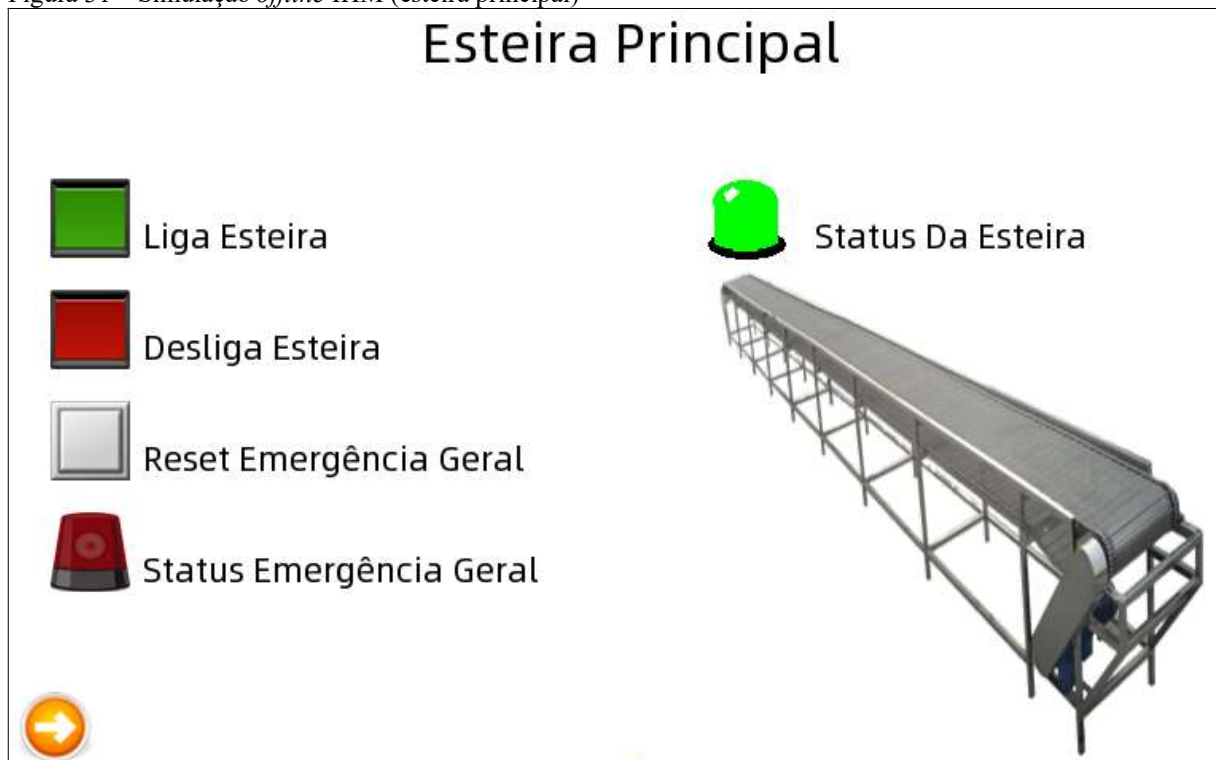 Esteira Principal
Liga Esteira
Status Da Esteira
Desliga Esteira
Reset Emergência Geral
Status Emergência Geral